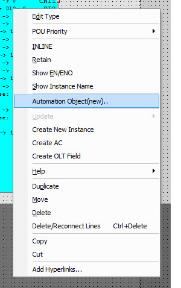 Edit Type
POU Priority
INLINE
Retain
Show EN/ENO
Show Instance Name
Automation Object(new)...
Update
Create New Instance
Create AC
Create OLT Field
Help
Duplicate
Move
Delete
Delete/Reconnect Lines Ctrl+Delete
Copy
Cut
Add Hyperlinks...